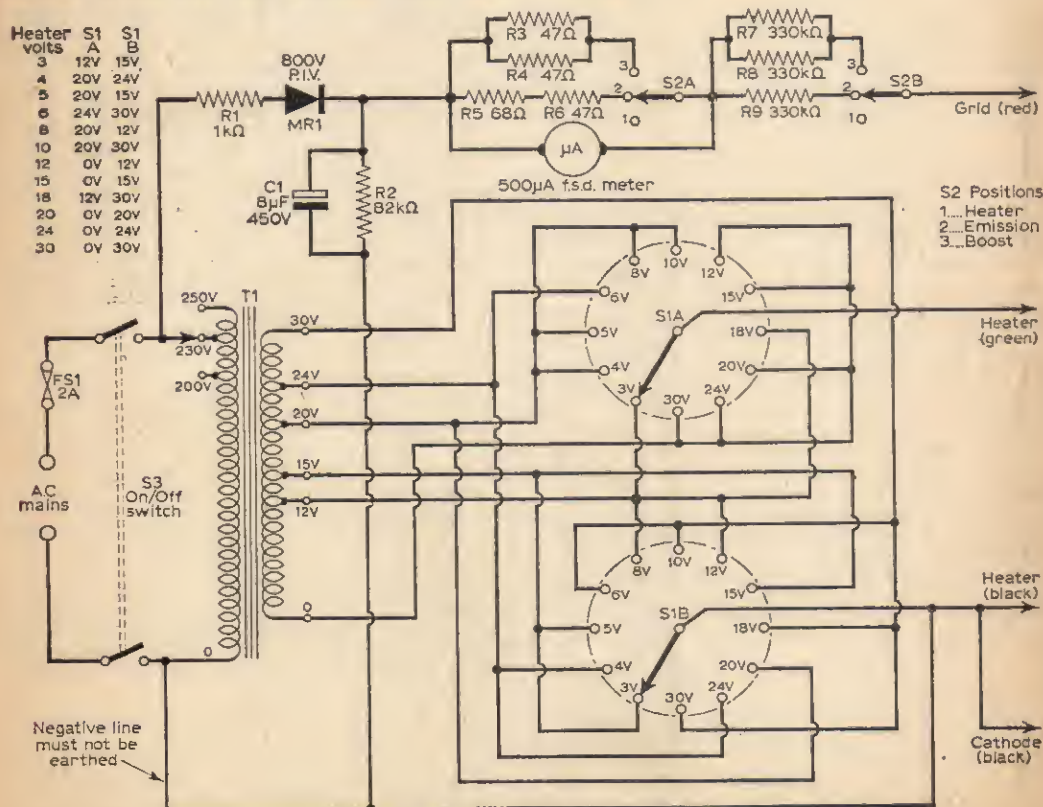 Heater S1 S1
volts A B
3 12V 15V
4 20V 24V
5 20V 15V
6 24V 30V
8 20V 12V
10 20V 30V
12 0V 12V
15 0V 15V
18 12V 30V
20 0V 20V
24 0V 24V
30 0V 30V
R1
1kΩ
800V
P.I.V.
MR1
C1
8µF
450V
R2
82kΩ
R3 47Ω
R4 47Ω
3
R5 68Ω
R6 47Ω
2
S2A
1
µA
500µA f.s.d. meter
R7 330kΩ
R8 330kΩ
3
R9 330kΩ
2
S2B
1
Grid (red)
S2 Positions
1....Heater
2....Emission
3....Boost
FS1
2A
A.C
mains
S3
On/Off
switch
250V
230V
200V
0
T1
30V
24V
20V
15V
12V
0
8V
10V
12V
6V
15V
5V
S1A
18V
4V
20V
3V
30V
24V
Heater
(green)
8V
10V
12V
6V
15V
5V
S1B
18V
4V
20V
3V
30V
24V
Heater
(black)
Cathode
(black)
Negative line
must not be
earthed